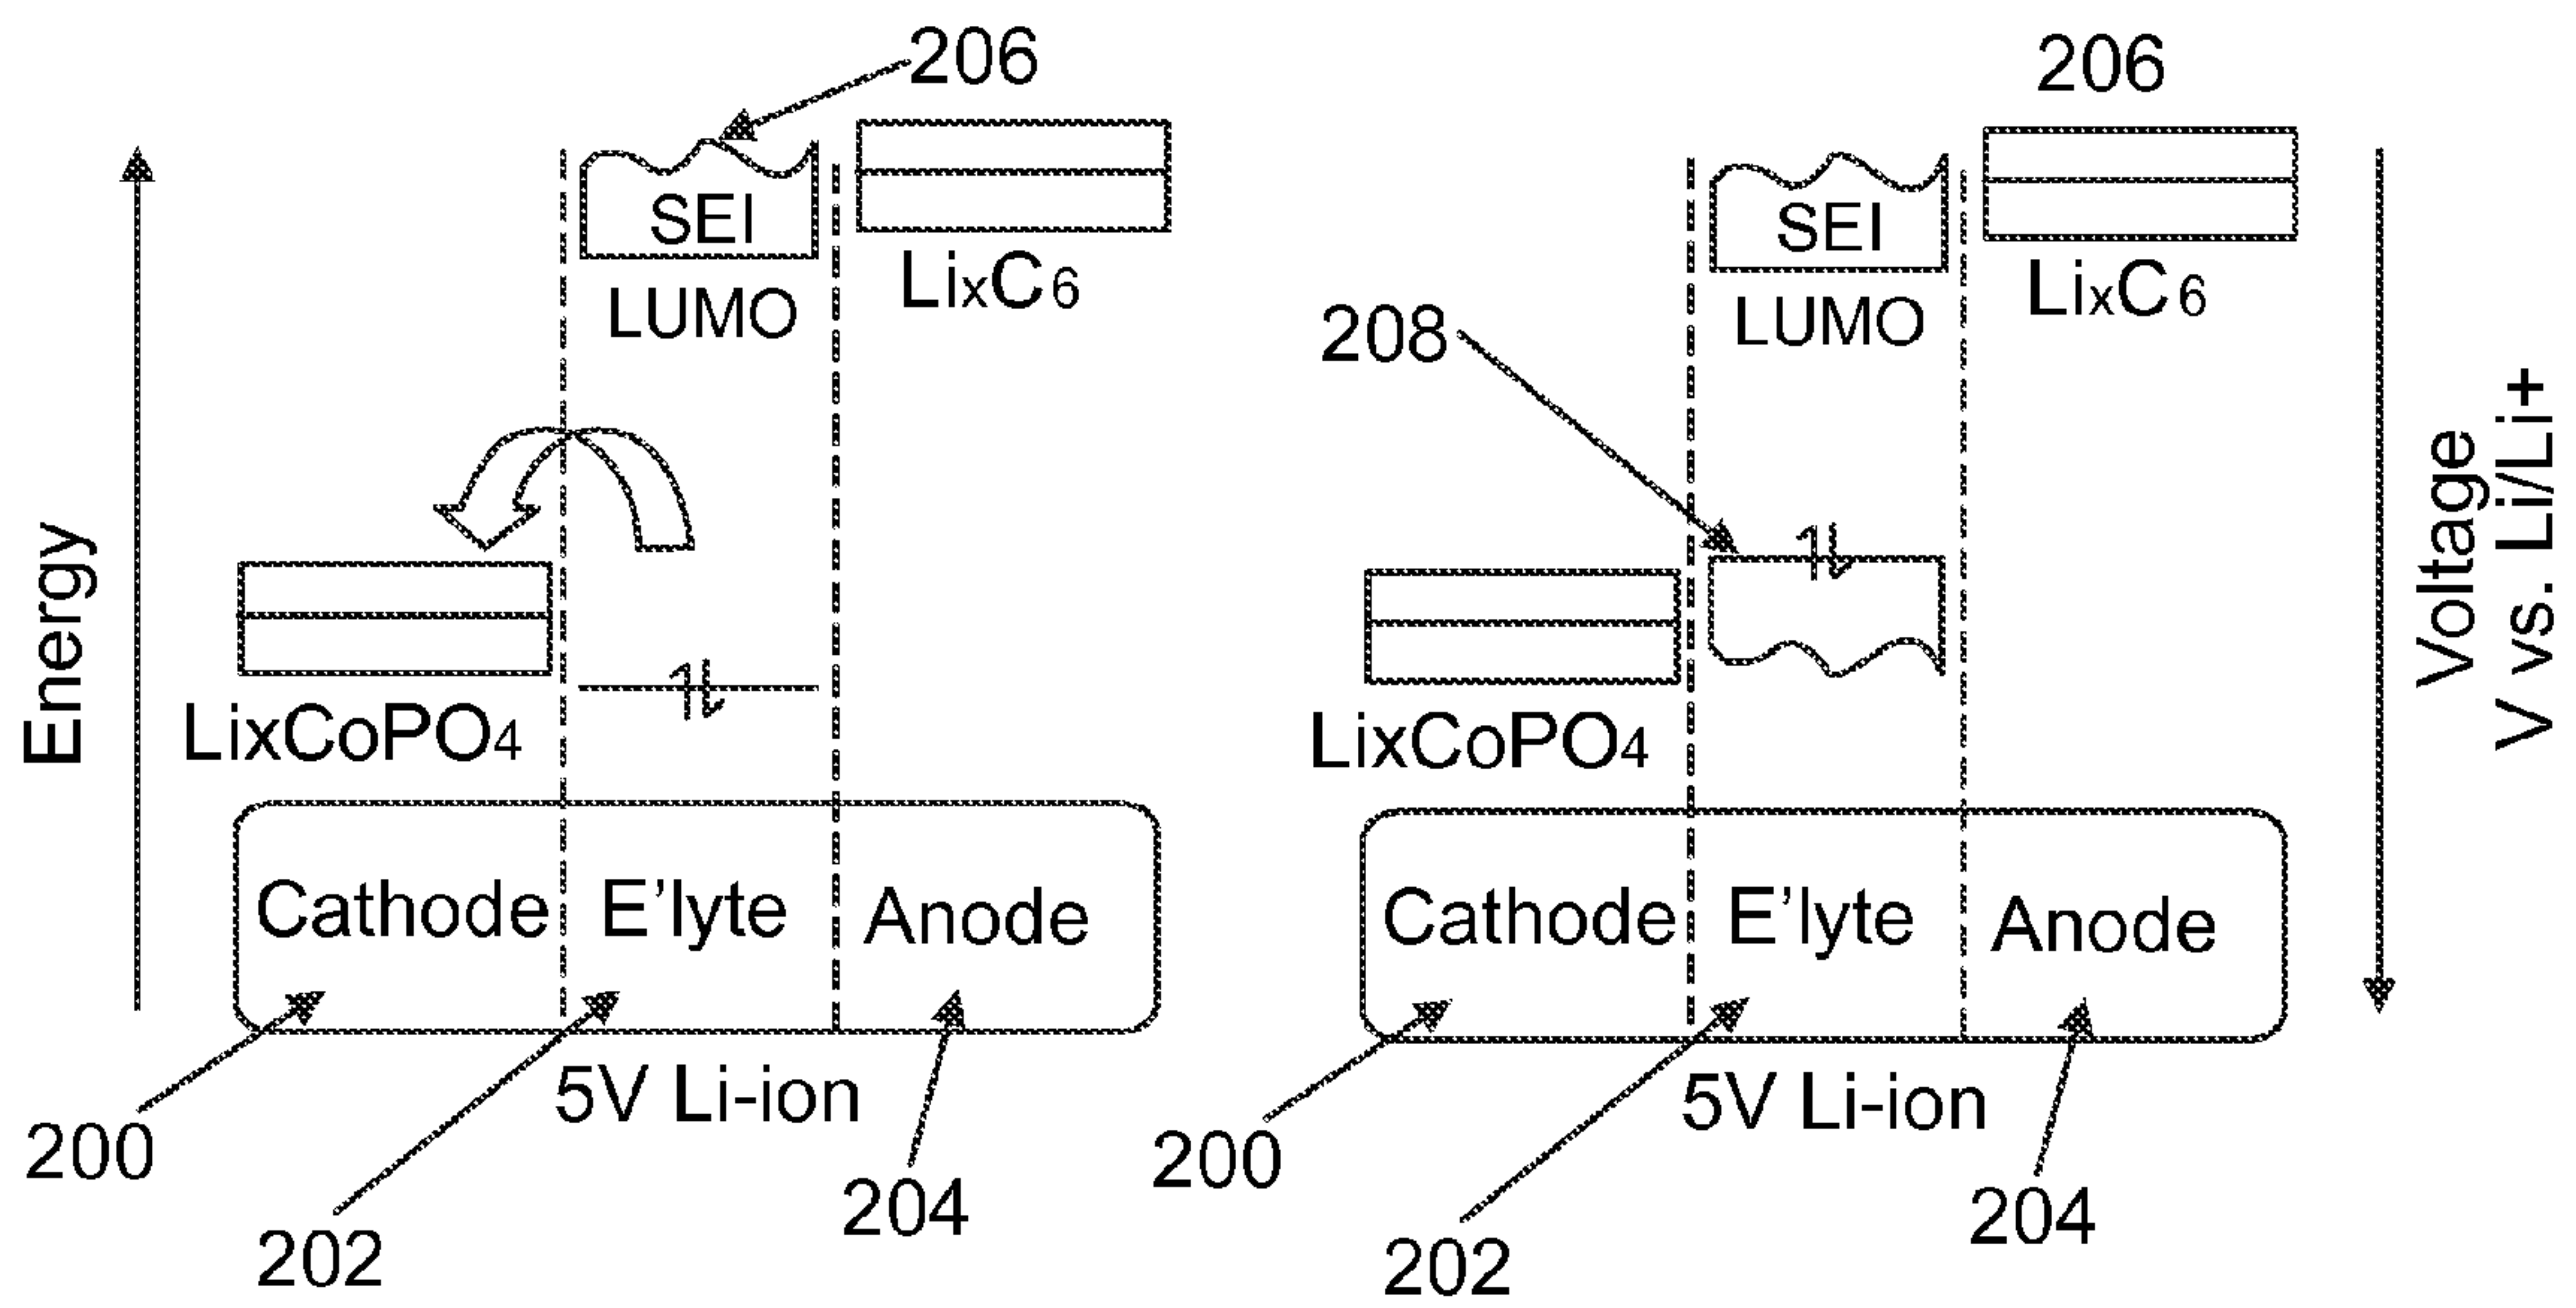 206
SEI
LUMO
LixC6
Energy
LixCoPO4
Cathode
E'lyte
Anode
5V Li-ion
200
202
204
206
SEI
LUMO
LixC6
208
LixCoPO4
Cathode
E'lyte
Anode
5V Li-ion
200
202
204
Voltage
V vs. Li/Li+